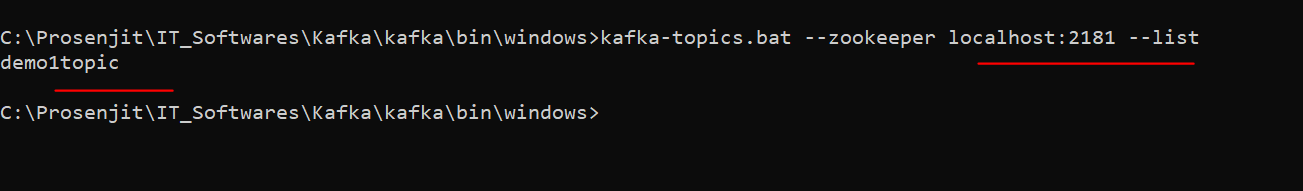 C:\Prosenjit\IT_Softwares\Kafka\kafka\bin\windows>kafka-topics.bat --zookeeper localhost:2181 --list
demo1topic
C:\Prosenjit\IT_Softwares\Kafka\kafka\bin\windows>